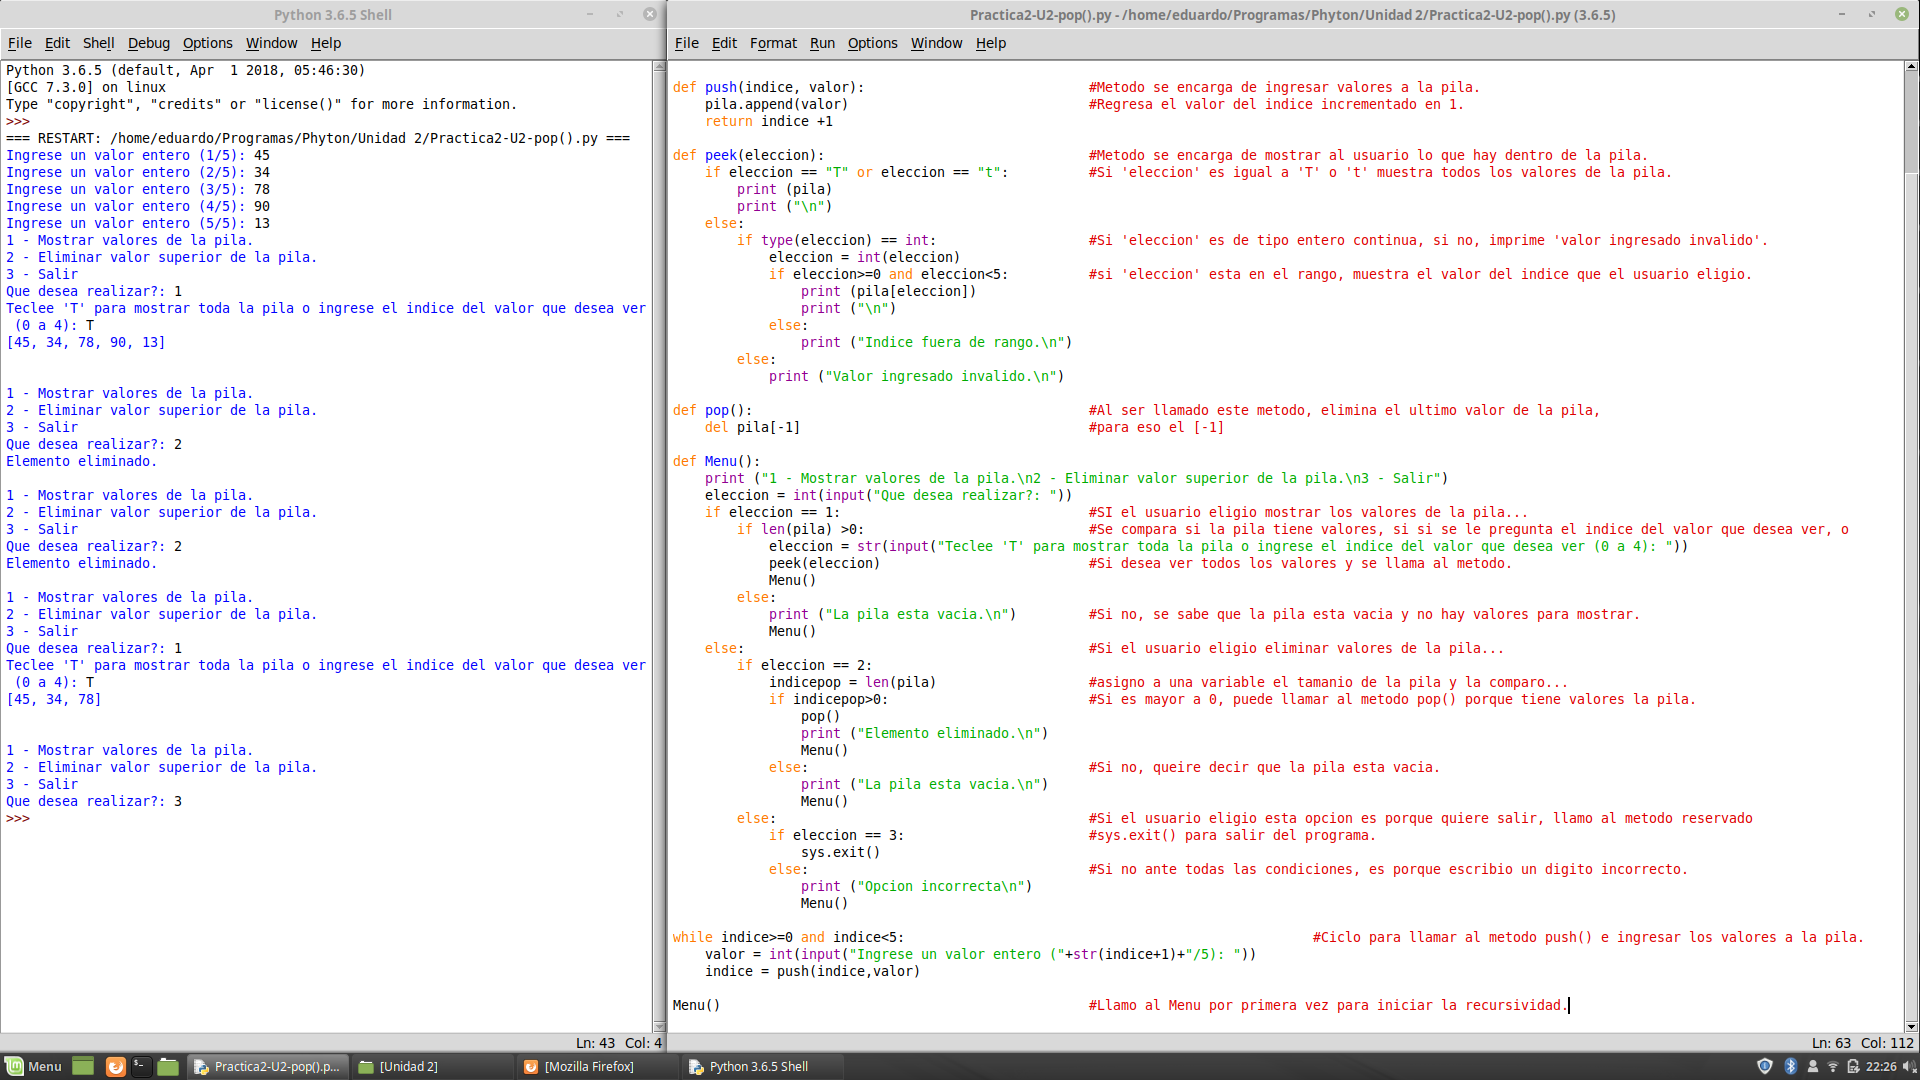 Python 3.6.5 Shell
File Edit Shell Debug Options Window Help
Python 3.6.5 (default, Apr  1 2018, 05:46:30)
[GCC 7.3.0] on linux
Type "copyright", "credits" or "license()" for more information.
>>>
=== RESTART: /home/eduardo/Programas/Phyton/Unidad 2/Practica2-U2-pop().py ===
Ingrese un valor entero (1/5): 45
Ingrese un valor entero (2/5): 34
Ingrese un valor entero (3/5): 78
Ingrese un valor entero (4/5): 90
Ingrese un valor entero (5/5): 13
1 - Mostrar valores de la pila.
2 - Eliminar valor superior de la pila.
3 - Salir
Que desea realizar?: 1
Teclee 'T' para mostrar toda la pila o ingrese el indice del valor que desea ver
 (0 a 4): T
[45, 34, 78, 90, 13]
1 - Mostrar valores de la pila.
2 - Eliminar valor superior de la pila.
3 - Salir
Que desea realizar?: 2
Elemento eliminado.
1 - Mostrar valores de la pila.
2 - Eliminar valor superior de la pila.
3 - Salir
Que desea realizar?: 2
Elemento eliminado.
1 - Mostrar valores de la pila.
2 - Eliminar valor superior de la pila.
3 - Salir
Que desea realizar?: 1
Teclee 'T' para mostrar toda la pila o ingrese el indice del valor que desea ver
 (0 a 4): T
[45, 34, 78]
1 - Mostrar valores de la pila.
2 - Eliminar valor superior de la pila.
3 - Salir
Que desea realizar?: 3
>>>
Ln: 43 Col: 4
Practica2-U2-pop().py - /home/eduardo/Programas/Phyton/Unidad 2/Practica2-U2-pop().py (3.6.5)
File Edit Format Run Options Window Help
def push(indice, valor): #Metodo se encarga de ingresar valores a la pila.
    pila.append(valor) #Regresa el valor del indice incrementado en 1.
    return indice +1
def peek(eleccion): #Metodo se encarga de mostrar al usuario lo que hay dentro de la pila.
    if eleccion == "T" or eleccion == "t": #Si 'eleccion' es igual a 'T' o 't' muestra todos los valores de la pila.
        print (pila)
        print ("\n")
    else:
        if type(eleccion) == int: #Si 'eleccion' es de tipo entero continua, si no, imprime 'valor ingresado invalido'.
            eleccion = int(eleccion)
            if eleccion>=0 and eleccion<5: #si 'eleccion' esta en el rango, muestra el valor del indice que el usuario eligio.
                print (pila[eleccion])
                print ("\n")
            else:
                print ("Indice fuera de rango.\n")
        else:
            print ("Valor ingresado invalido.\n")
def pop(): #Al ser llamado este metodo, elimina el ultimo valor de la pila,
    del pila[-1] #para eso el [-1]
def Menu():
    print ("1 - Mostrar valores de la pila.\n2 - Eliminar valor superior de la pila.\n3 - Salir")
    eleccion = int(input("Que desea realizar?: "))
    if eleccion == 1: #SI el usuario eligio mostrar los valores de la pila...
        if len(pila) >0: #Se compara si la pila tiene valores, si si se le pregunta el indice del valor que desea ver, o
            eleccion = str(input("Teclee 'T' para mostrar toda la pila o ingrese el indice del valor que desea ver (0 a 4): "))
            peek(eleccion) #Si desea ver todos los valores y se llama al metodo.
            Menu()
        else:
            print ("La pila esta vacia.\n") #Si no, se sabe que la pila esta vacia y no hay valores para mostrar.
            Menu()
    else: #Si el usuario eligio eliminar valores de la pila...
        if eleccion == 2:
            indicepop = len(pila) #asigno a una variable el tamanio de la pila y la comparo...
            if indicepop>0: #Si es mayor a 0, puede llamar al metodo pop() porque tiene valores la pila.
                pop()
                print ("Elemento eliminado.\n")
                Menu()
            else: #Si no, queire decir que la pila esta vacia.
                print ("La pila esta vacia.\n")
                Menu()
        else: #Si el usuario eligio esta opcion es porque quiere salir, llamo al metodo reservado
            if eleccion == 3: #sys.exit() para salir del programa.
                sys.exit()
            else: #Si no ante todas las condiciones, es porque escribio un digito incorrecto.
                print ("Opcion incorrecta\n")
                Menu()
while indice>=0 and indice<5: #Ciclo para llamar al metodo push() e ingresar los valores a la pila.
    valor = int(input("Ingrese un valor entero ("+str(indice+1)+"/5): "))
    indice = push(indice,valor)
Menu() #Llamo al Menu por primera vez para iniciar la recursividad.
Ln: 63 Col: 112
Menu Practica2-U2-pop().p... [Unidad 2] [Mozilla Firefox] Python 3.6.5 Shell 22:26